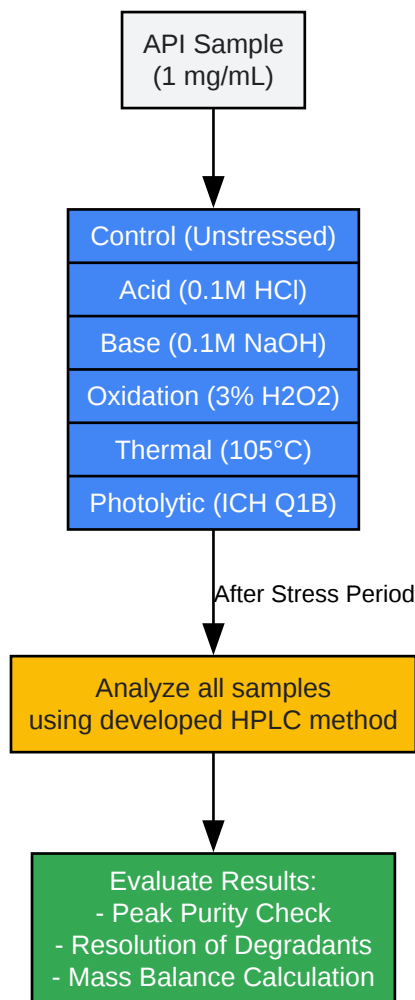 API Sample
(1 mg/mL)
Control (Unstressed)
Acid (0.1M HCl)
Base (0.1M NaOH)
Oxidation (3% H2O2)
Thermal (105°C)
Photolytic (ICH Q1B)
After Stress Period
Analyze all samples
using developed HPLC method
Evaluate Results:
- Peak Purity Check
- Resolution of Degradants
- Mass Balance Calculation